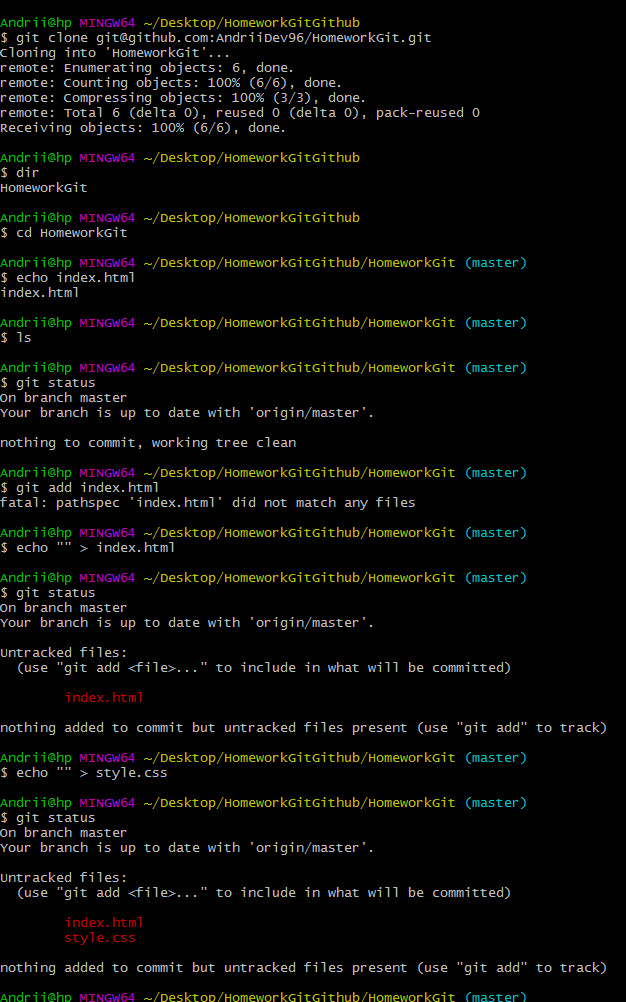 Andrii@hp MINGW64 ~/Desktop/HomeworkGitGithub
$ git clone git@github.com:AndriiDev96/HomeworkGit.git
Cloning into 'HomeworkGit'...
remote: Enumerating objects: 6, done.
remote: Counting objects: 100% (6/6), done.
remote: Compressing objects: 100% (3/3), done.
remote: Total 6 (delta 0), reused 0 (delta 0), pack-reused 0
Receiving objects: 100% (6/6), done.
Andrii@hp MINGW64 ~/Desktop/HomeworkGitGithub
$ dir
HomeworkGit
Andrii@hp MINGW64 ~/Desktop/HomeworkGitGithub
$ cd HomeworkGit
Andrii@hp MINGW64 ~/Desktop/HomeworkGitGithub/HomeworkGit (master)
$ echo index.html
index.html
Andrii@hp MINGW64 ~/Desktop/HomeworkGitGithub/HomeworkGit (master)
$ ls
Andrii@hp MINGW64 ~/Desktop/HomeworkGitGithub/HomeworkGit (master)
$ git status
On branch master
Your branch is up to date with 'origin/master'.
nothing to commit, working tree clean
Andrii@hp MINGW64 ~/Desktop/HomeworkGitGithub/HomeworkGit (master)
$ git add index.html
fatal: pathspec 'index.html' did not match any files
Andrii@hp MINGW64 ~/Desktop/HomeworkGitGithub/HomeworkGit (master)
$ echo "" > index.html
Andrii@hp MINGW64 ~/Desktop/HomeworkGitGithub/HomeworkGit (master)
$ git status
On branch master
Your branch is up to date with 'origin/master'.
Untracked files:
(use "git add <file>..." to include in what will be committed)
index.html
nothing added to commit but untracked files present (use "git add" to track)
Andrii@hp MINGW64 ~/Desktop/HomeworkGitGithub/HomeworkGit (master)
$ echo "" > style.css
Andrii@hp MINGW64 ~/Desktop/HomeworkGitGithub/HomeworkGit (master)
$ git status
On branch master
Your branch is up to date with 'origin/master'.
Untracked files:
(use "git add <file>..." to include in what will be committed)
index.html
style.css
nothing added to commit but untracked files present (use "git add" to track)
Andrii@hp MINGW64 ~/Desktop/HomeworkGitGithub/HomeworkGit (master)